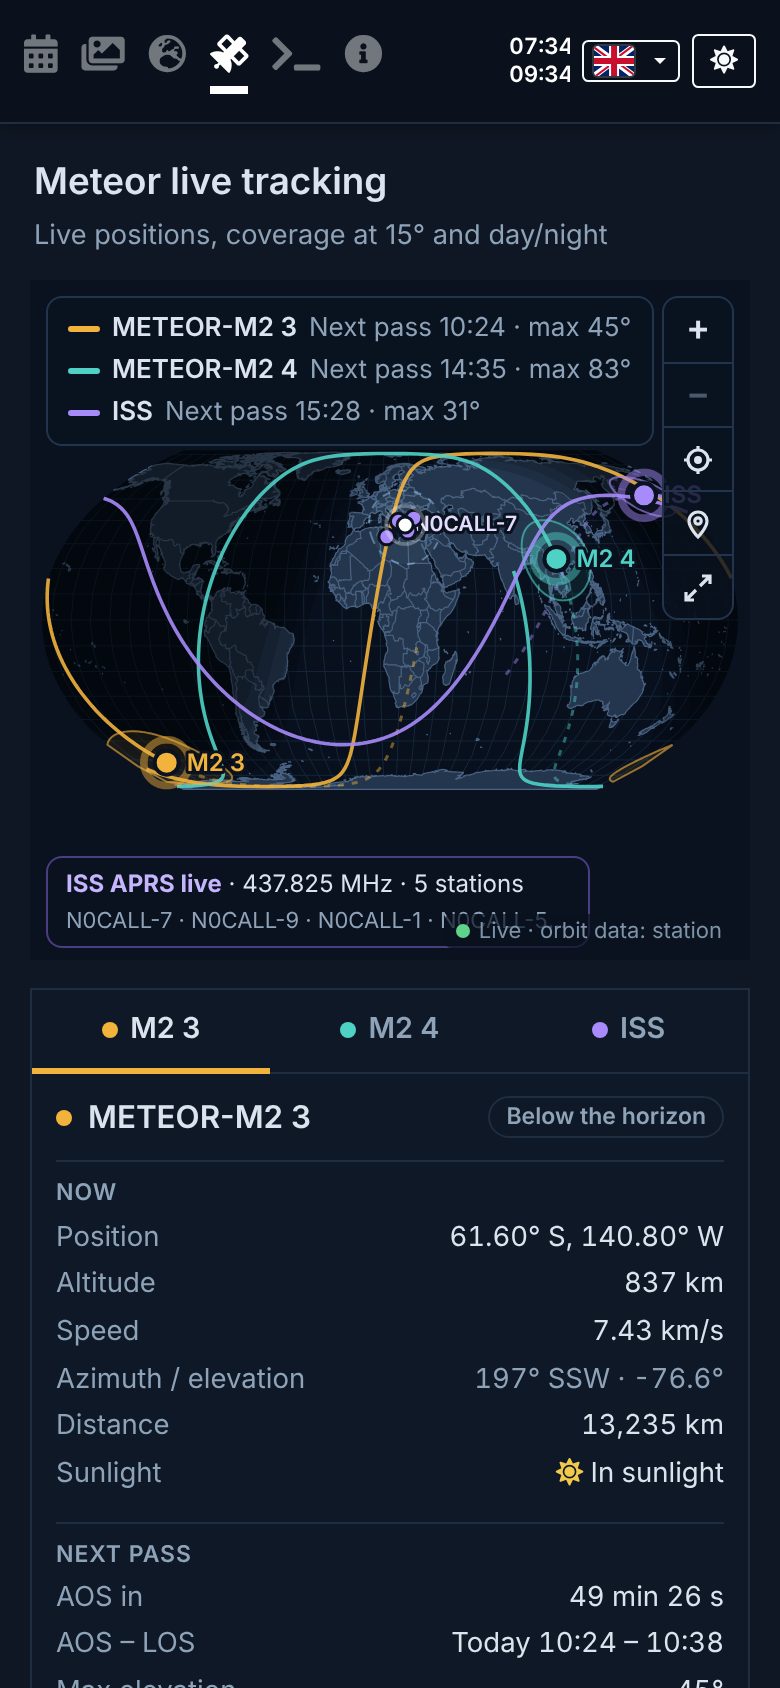 07:34
09:34
Meteor live tracking
Live positions, coverage at 15° and day/night
METEOR-M2 3 Next pass 10:24 · max 45°
METEOR-M2 4 Next pass 14:35 · max 83°
ISS Next pass 15:28 · max 31°
ISS
N0CALL-7
M2 4
M2 3
ISS APRS live · 437.825 MHz · 5 stations
N0CALL-7 · N0CALL-9 · N0CALL-1 · N0CALL-5
Live · orbit data: station
M2 3
M2 4
ISS
METEOR-M2 3
Below the horizon
NOW
Position 61.60° S, 140.80° W
Altitude 837 km
Speed 7.43 km/s
Azimuth / elevation 197° SSW · -76.6°
Distance 13,235 km
Sunlight In sunlight
NEXT PASS
AOS in 49 min 26 s
AOS – LOS Today 10:24 – 10:38
Max elevation 45°